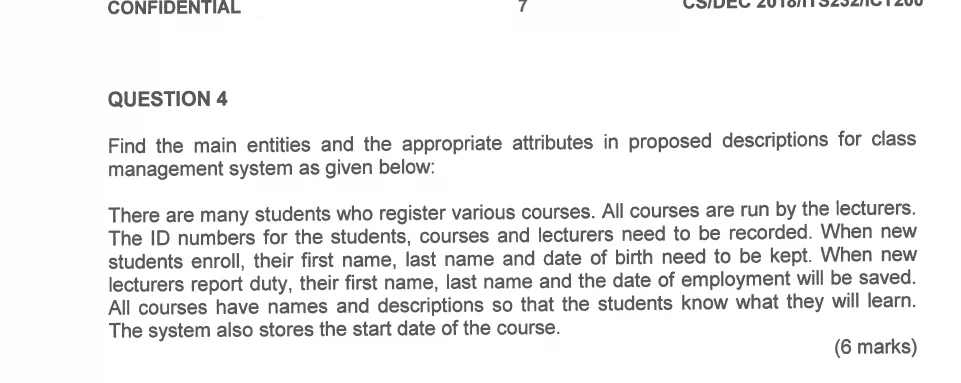 CONFIDENTIAL 7 CS/DEC 2018/ITS232/ICT200
QUESTION 4
Find the main entities and the appropriate attributes in proposed descriptions for class
management system as given below:
There are many students who register various courses. All courses are run by the lecturers.
The ID numbers for the students, courses and lecturers need to be recorded. When new
students enroll, their first name, last name and date of birth need to be kept. When new
lecturers report duty, their first name, last name and the date of employment will be saved.
All courses have names and descriptions so that the students know what they will learn.
The system also stores the start date of the course.
(6 marks)